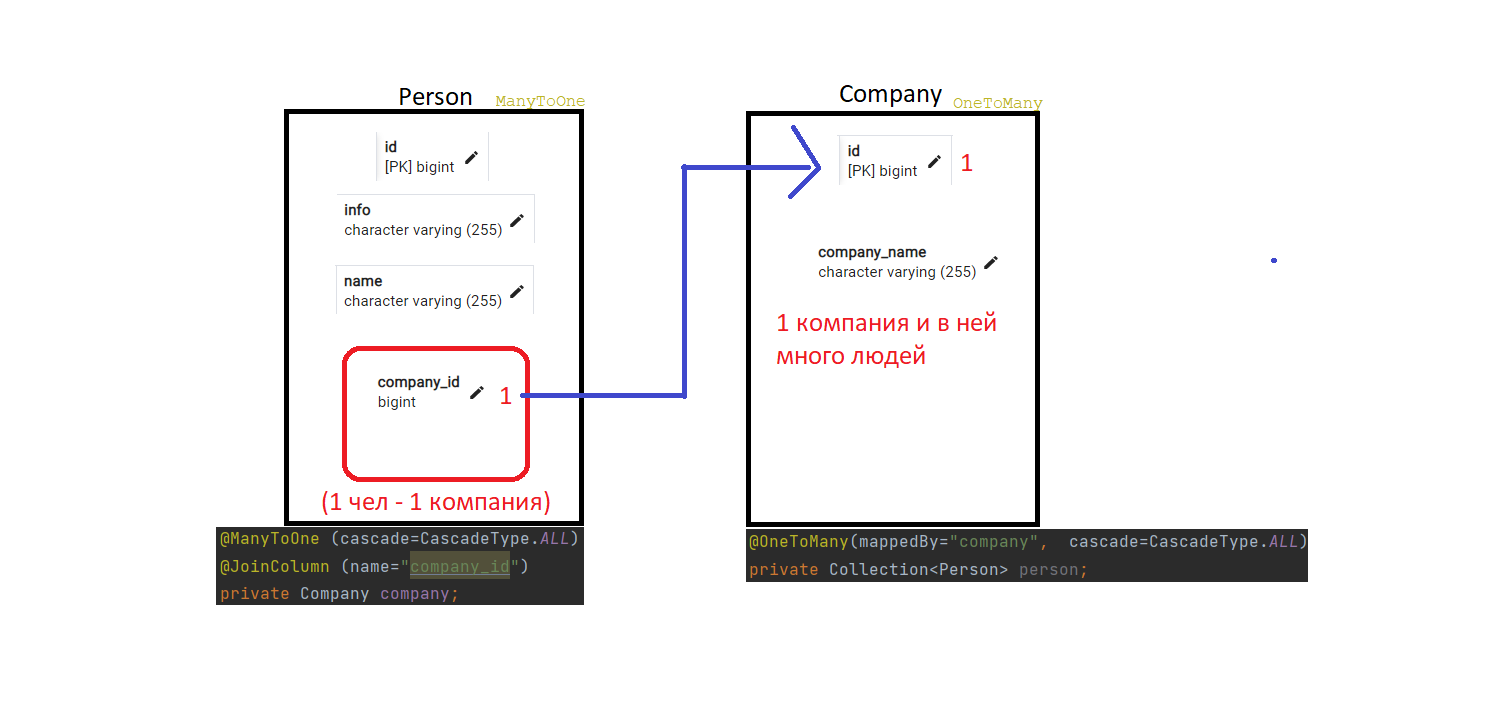 Person
ManyToOne
id
[PK] bigint
info
character varying (255)
name
character varying (255)
company_id
bigint
1
(1 чел - 1 компания)
@ManyToOne (cascade=CascadeType.ALL)
@JoinColumn (name="company_id")
private Company company;
Company
OneToMany
id
[PK] bigint
1
company_name
character varying (255)
1 компания и в ней
много людей
@OneToMany(mappedBy="company", cascade=CascadeType.ALL)
private Collection<Person> person;